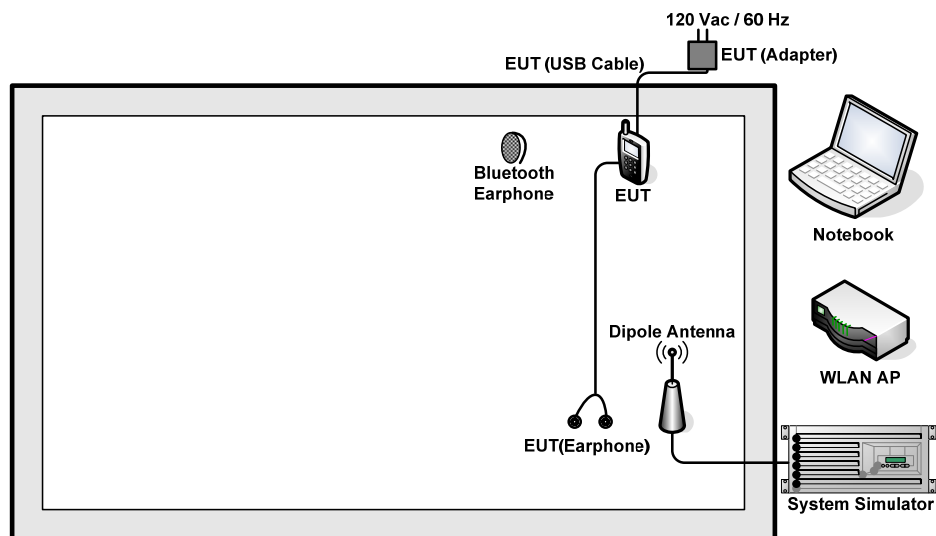 120 Vac / 60 Hz
EUT (Adapter)
EUT (USB Cable)
Bluetooth
Earphone
EUT
Notebook
Dipole Antenna
WLAN AP
EUT(Earphone)
System Simulator